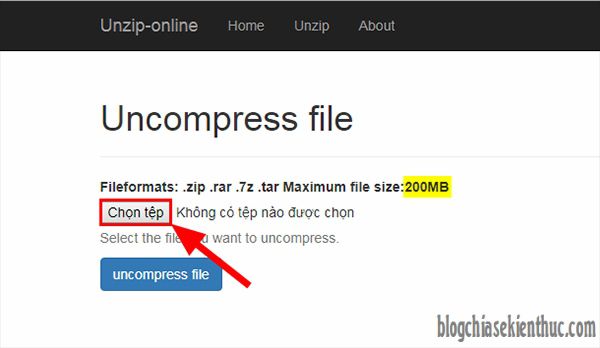 Unzip-online Home Unzip About
Uncompress file
Fileformats: .zip .rar .7z .tar Maximum file size:200MB
Chọn tệp Không có tệp nào được chọn
Select the file you want to uncompress.
uncompress file
blogchiasekienthuc.com